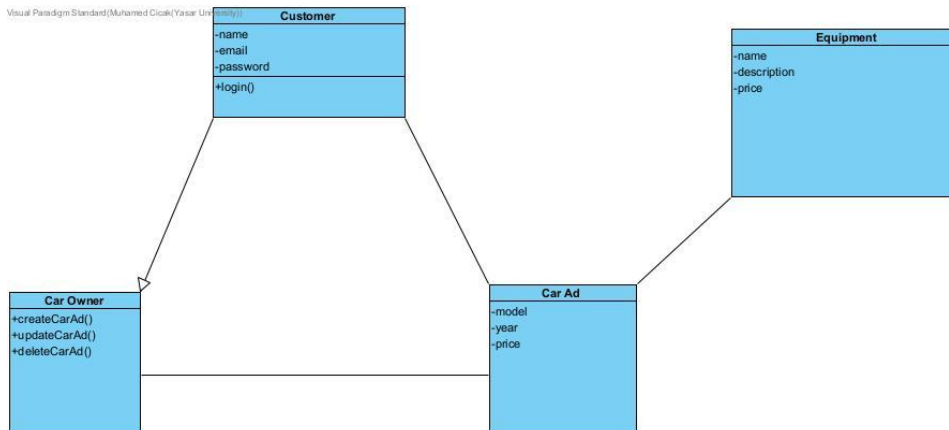 Visual Paradigm Standard(Muhamed Cicak(Yasar University))
Customer
-name
-email
-password
+login()
Equipment
-name
-description
-price
Car Owner
+createCarAd()
+updateCarAd()
+deleteCarAd()
Car Ad
-model
-year
-price